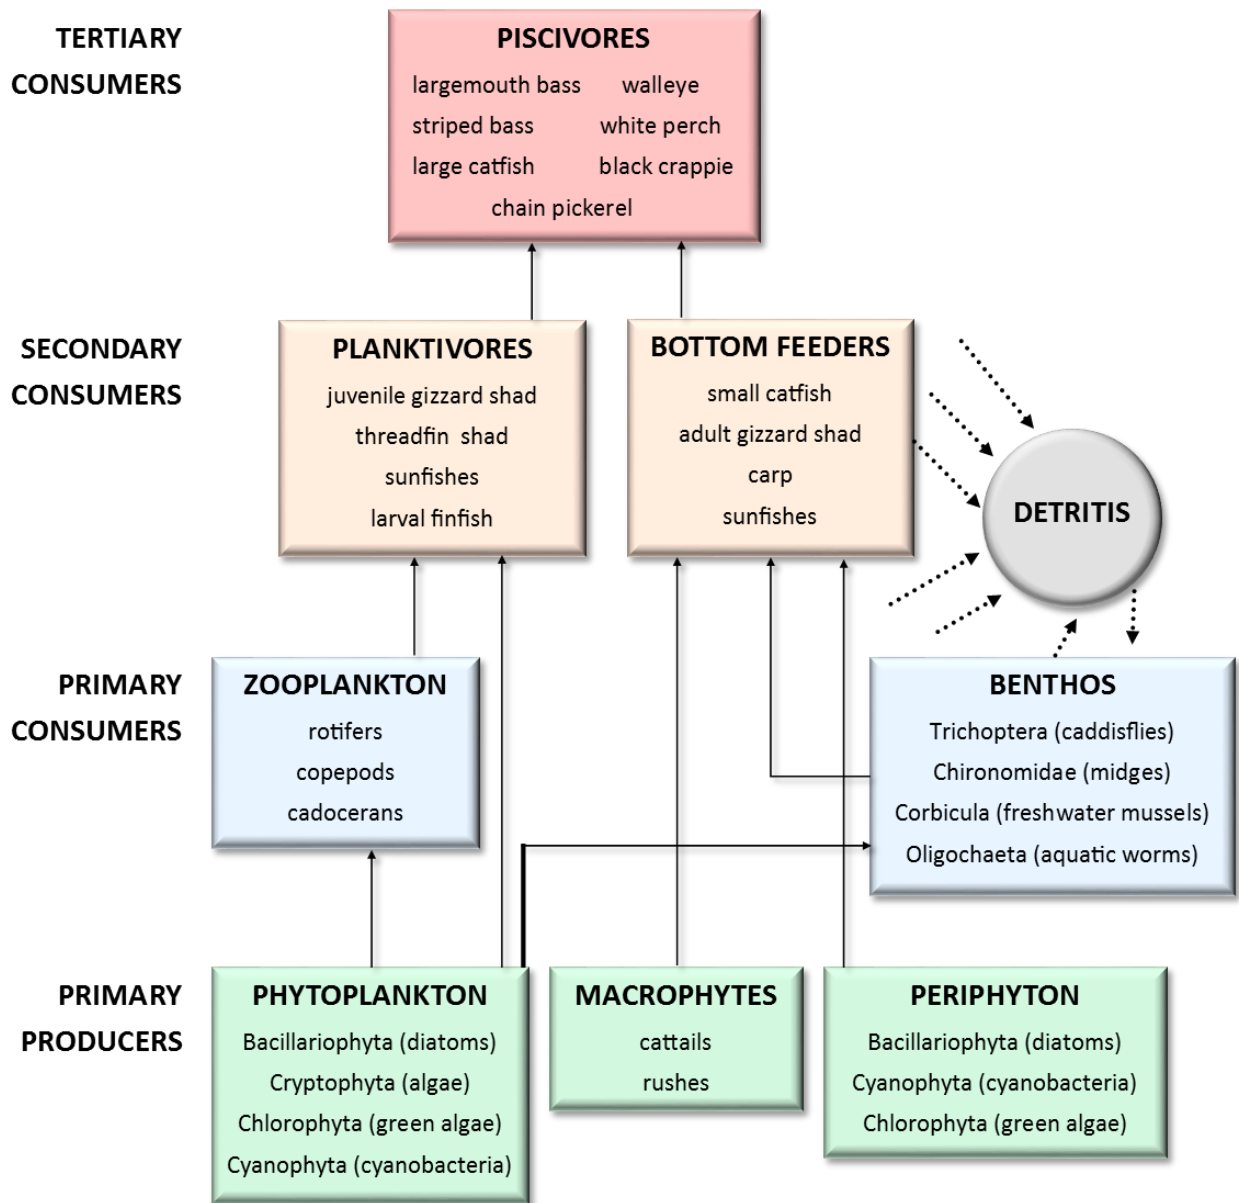 TERTIARY
CONSUMERS
PISCIVORES
largemouth bass walleye
striped bass white perch
large catfish black crappie
chain pickerel
SECONDARY
CONSUMERS
PLANKTIVORES
juvenile gizzard shad
threadfin shad
sunfishes
larval finfish
BOTTOM FEEDERS
small catfish
adult gizzard shad
carp
sunfishes
DETRITIS
PRIMARY
CONSUMERS
ZOOPLANKTON
rotifers
copepods
cadocerans
BENTHOS
Trichoptera (caddisflies)
Chironomidae (midges)
Corbicula (freshwater mussels)
Oligochaeta (aquatic worms)
PRIMARY
PRODUCERS
PHYTOPLANKTON
Bacillariophyta (diatoms)
Cryptophyta (algae)
Chlorophyta (green algae)
Cyanophyta (cyanobacteria)
MACROPHYTES
cattails
rushes
PERIPHYTON
Bacillariophyta (diatoms)
Cyanophyta (cyanobacteria)
Chlorophyta (green algae)